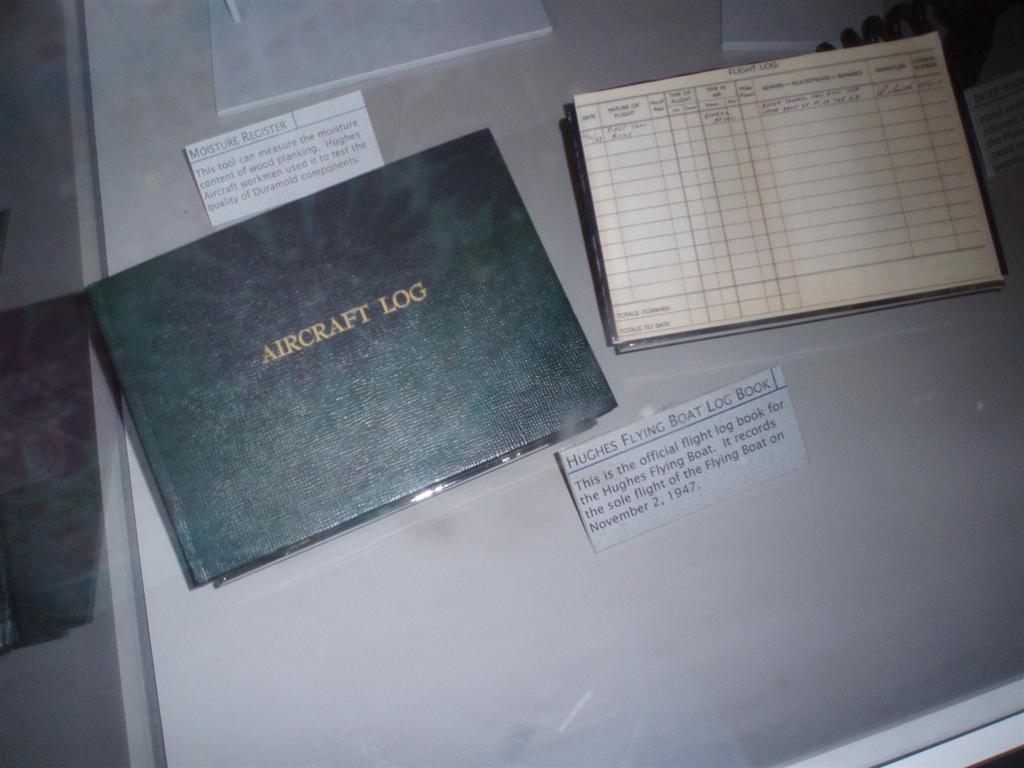 MOISTURE REGISTER
This tool can measure the moisture
content of wood planking. Hughes
Aircraft workmen used it to test the
quality of Duramold components.
AIRCRAFT LOG
FLIGHT LOG
DATE
NATURE OF
FLIGHT
TIME OF
FLIGHT
TIME IN
AIR
REMARKS
SIGNATURE
FIRST TAXI
TOTALS FORWARD
TOTALS TO DATE
HUGHES FLYING BOAT LOG BOOK
This is the official flight log book for
the Hughes Flying Boat. It records
the sole flight of the Flying Boat on
November 2, 1947.